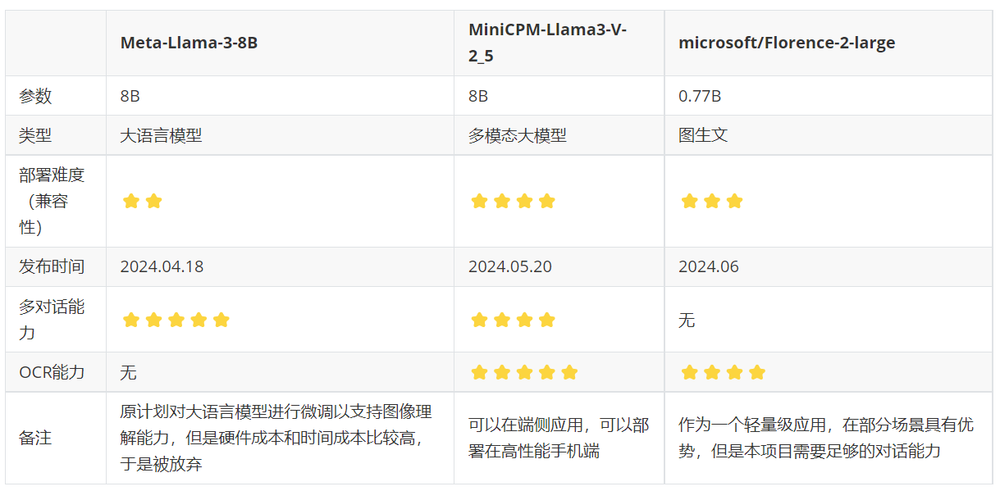 Meta-Llama-3-8B
MiniCPM-Llama3-V-
2_5
microsoft/Florence-2-large
参数
8B
8B
0.77B
类型
大语言模型
多模态大模型
图生文
部署难度
（兼容
性）
发布时间
2024.04.18
2024.05.20
2024.06
多对话能
力
无
OCR能力
无
备注
原计划对大语言模型进行微调以支持图像理
解能力，但是硬件成本和时间成本比较高，
于是被放弃
可以在端侧应用，可以部
署在高性能手机端
作为一个轻量级应用，在部分场景具有优
势，但是本项目需要足够的对话能力